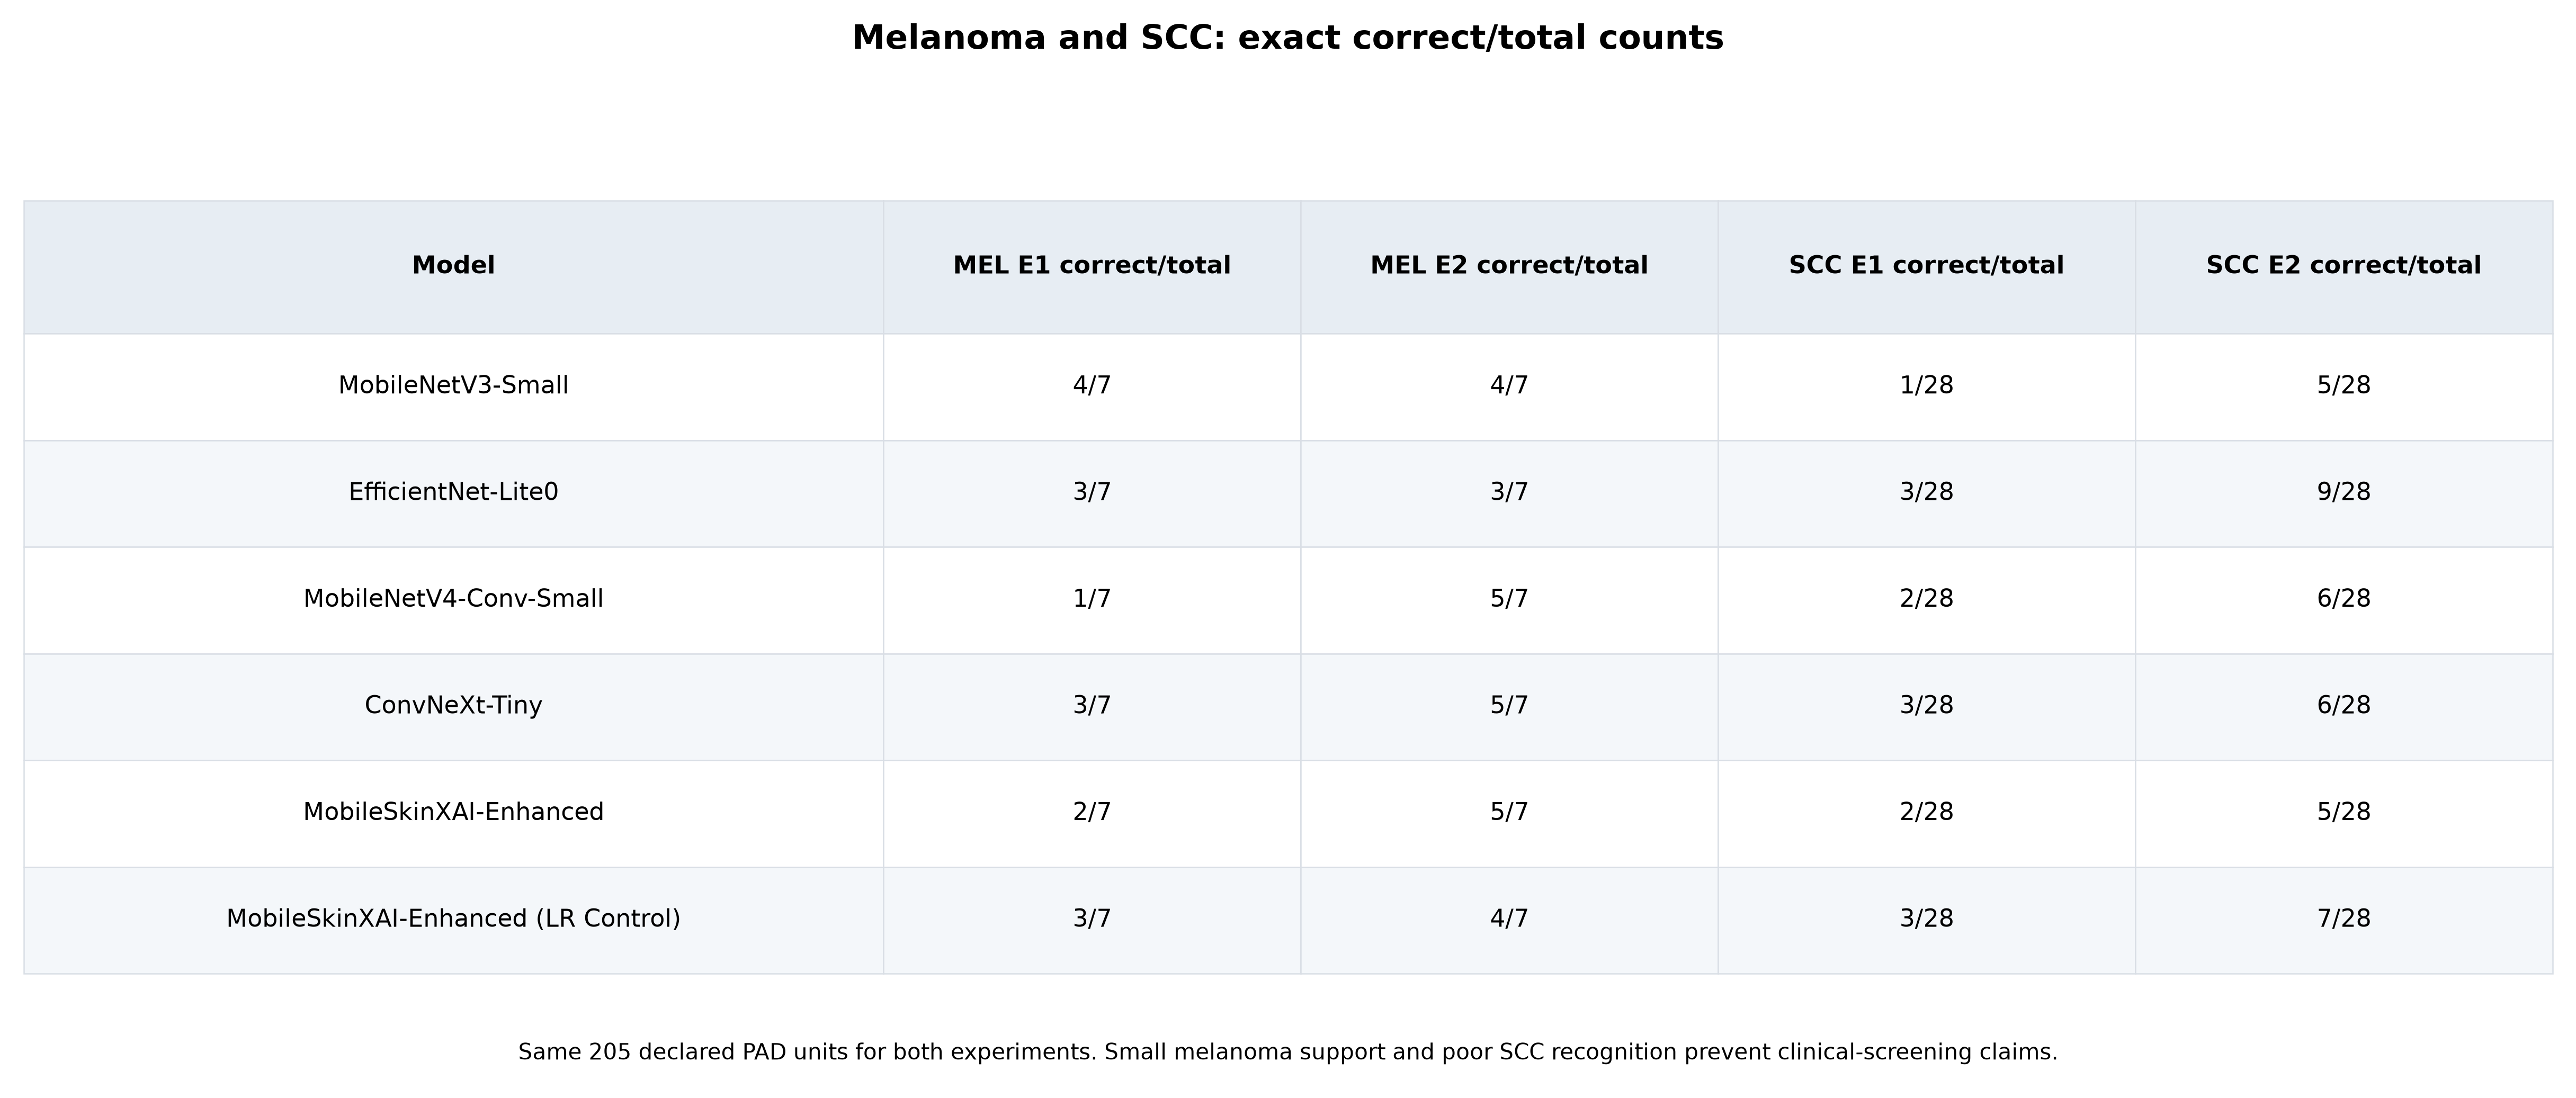 Melanoma and SCC: exact correct/total counts
Model MEL E1 correct/total MEL E2 correct/total SCC E1 correct/total SCC E2 correct/total
MobileNetV3-Small 4/7 4/7 1/28 5/28
EfficientNet-Lite0 3/7 3/7 3/28 9/28
MobileNetV4-Conv-Small 1/7 5/7 2/28 6/28
ConvNeXt-Tiny 3/7 5/7 3/28 6/28
MobileSkinXAI-Enhanced 2/7 5/7 2/28 5/28
MobileSkinXAI-Enhanced (LR Control) 3/7 4/7 3/28 7/28
Same 205 declared PAD units for both experiments. Small melanoma support and poor SCC recognition prevent clinical-screening claims.